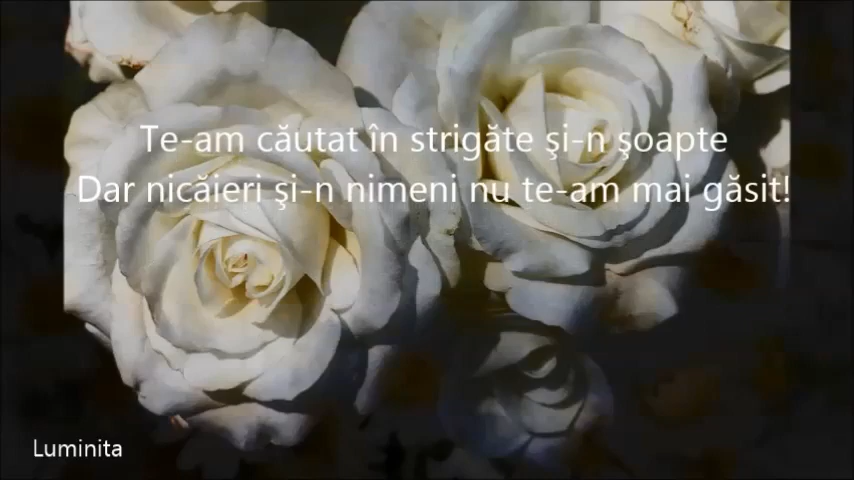 Te-am căutat în strigăte şi-n şoapte
Dar nicăieri şi-n nimeni nu te-am mai găsit!
Luminita